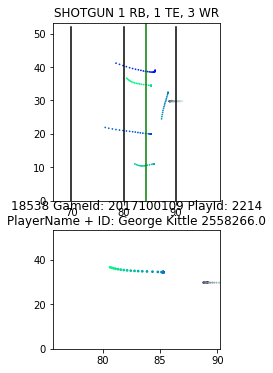 SHOTGUN 1 RB, 1 TE, 3 WR
50
40
30
20
10
0
70 80 90
18538 GameId: 2017100109 PlayId: 2214
PlayerName + ID: George Kittle 2558266.0
40
20
0
80 85 90